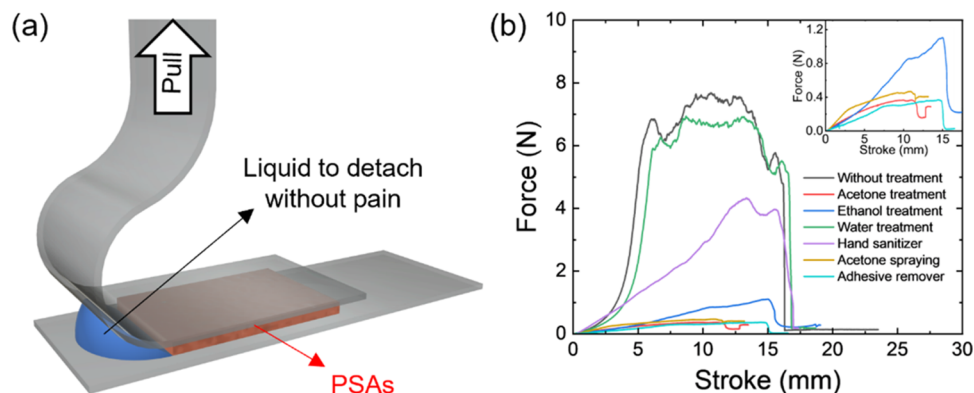 (a)
Pull
Liquid to detach
without pain
PSAs
(b)
Force (N)
10
8
6
4
2
0
0
5
10
15
20
25
30
Stroke (mm)
Force (N)
1.2
0.8
0.4
0.0
0
5
10
15
Stroke (mm)
Without treatment
Acetone treatment
Ethanol treatment
Water treatment
Hand sanitizer
Acetone spraying
Adhesive remover